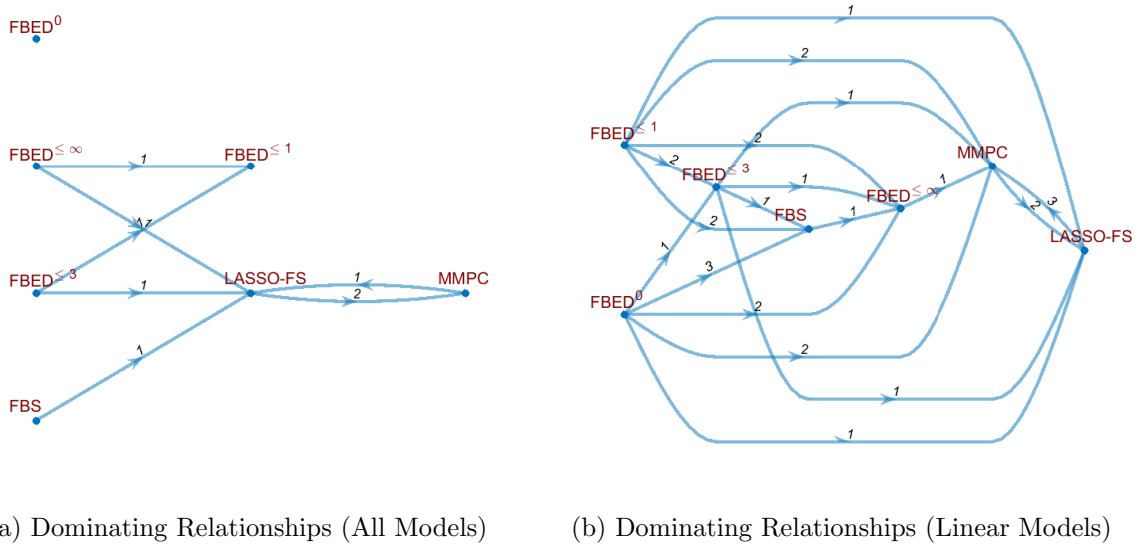 FBED⁰
FBED≤ ∞
1
FBED≤ 1
FBED≤ 3
1
LASSO-FS
1
2
MMPC
1
FBS
1
2
1
FBED≤ 1
2
2
MMPC
FBED≤ 3
1
FBED≤ ∞
1
1
FBS
1
2
3
2
LASSO-FS
1
3
FBED⁰
2
2
1
1
a) Dominating Relationships (All Models)
(b) Dominating Relationships (Linear Models)